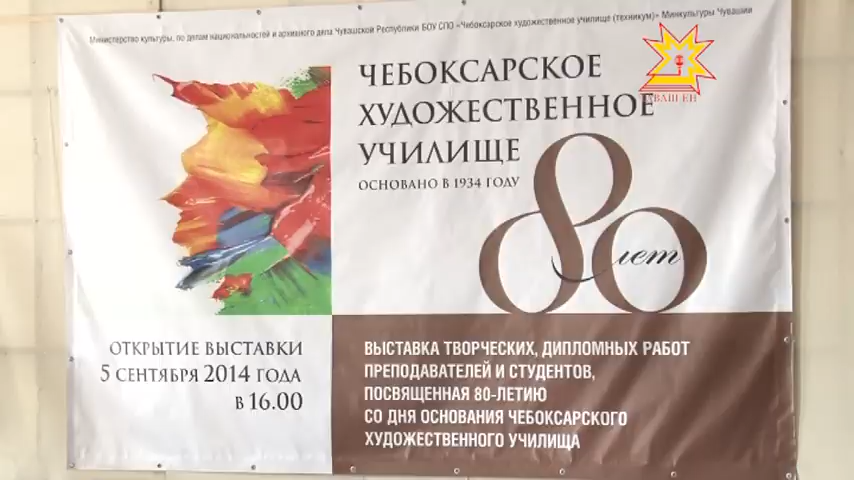 Министерство культуры, по делам национальностей и архивного дела Чувашской Республики БОУ СПО «Чебоксарское художественное училище (техникум)» Минкультуры Чувашии
ЧЕБОКСАРСКОЕ
ХУДОЖЕСТВЕННОЕ
УЧИЛИЩЕ
ОСНОВАНО В 1934 ГОДУ
80 лет
ОТКРЫТИЕ ВЫСТАВКИ
5 СЕНТЯБРЯ 2014 ГОДА
В 16.00
ВЫСТАВКА ТВОРЧЕСКИХ, ДИПЛОМНЫХ РАБОТ
ПРЕПОДАВАТЕЛЕЙ И СТУДЕНТОВ,
ПОСВЯЩЕННАЯ 80-ЛЕТИЮ
СО ДНЯ ОСНОВАНИЯ ЧЕБОКСАРСКОГО
ХУДОЖЕСТВЕННОГО УЧИЛИЩА